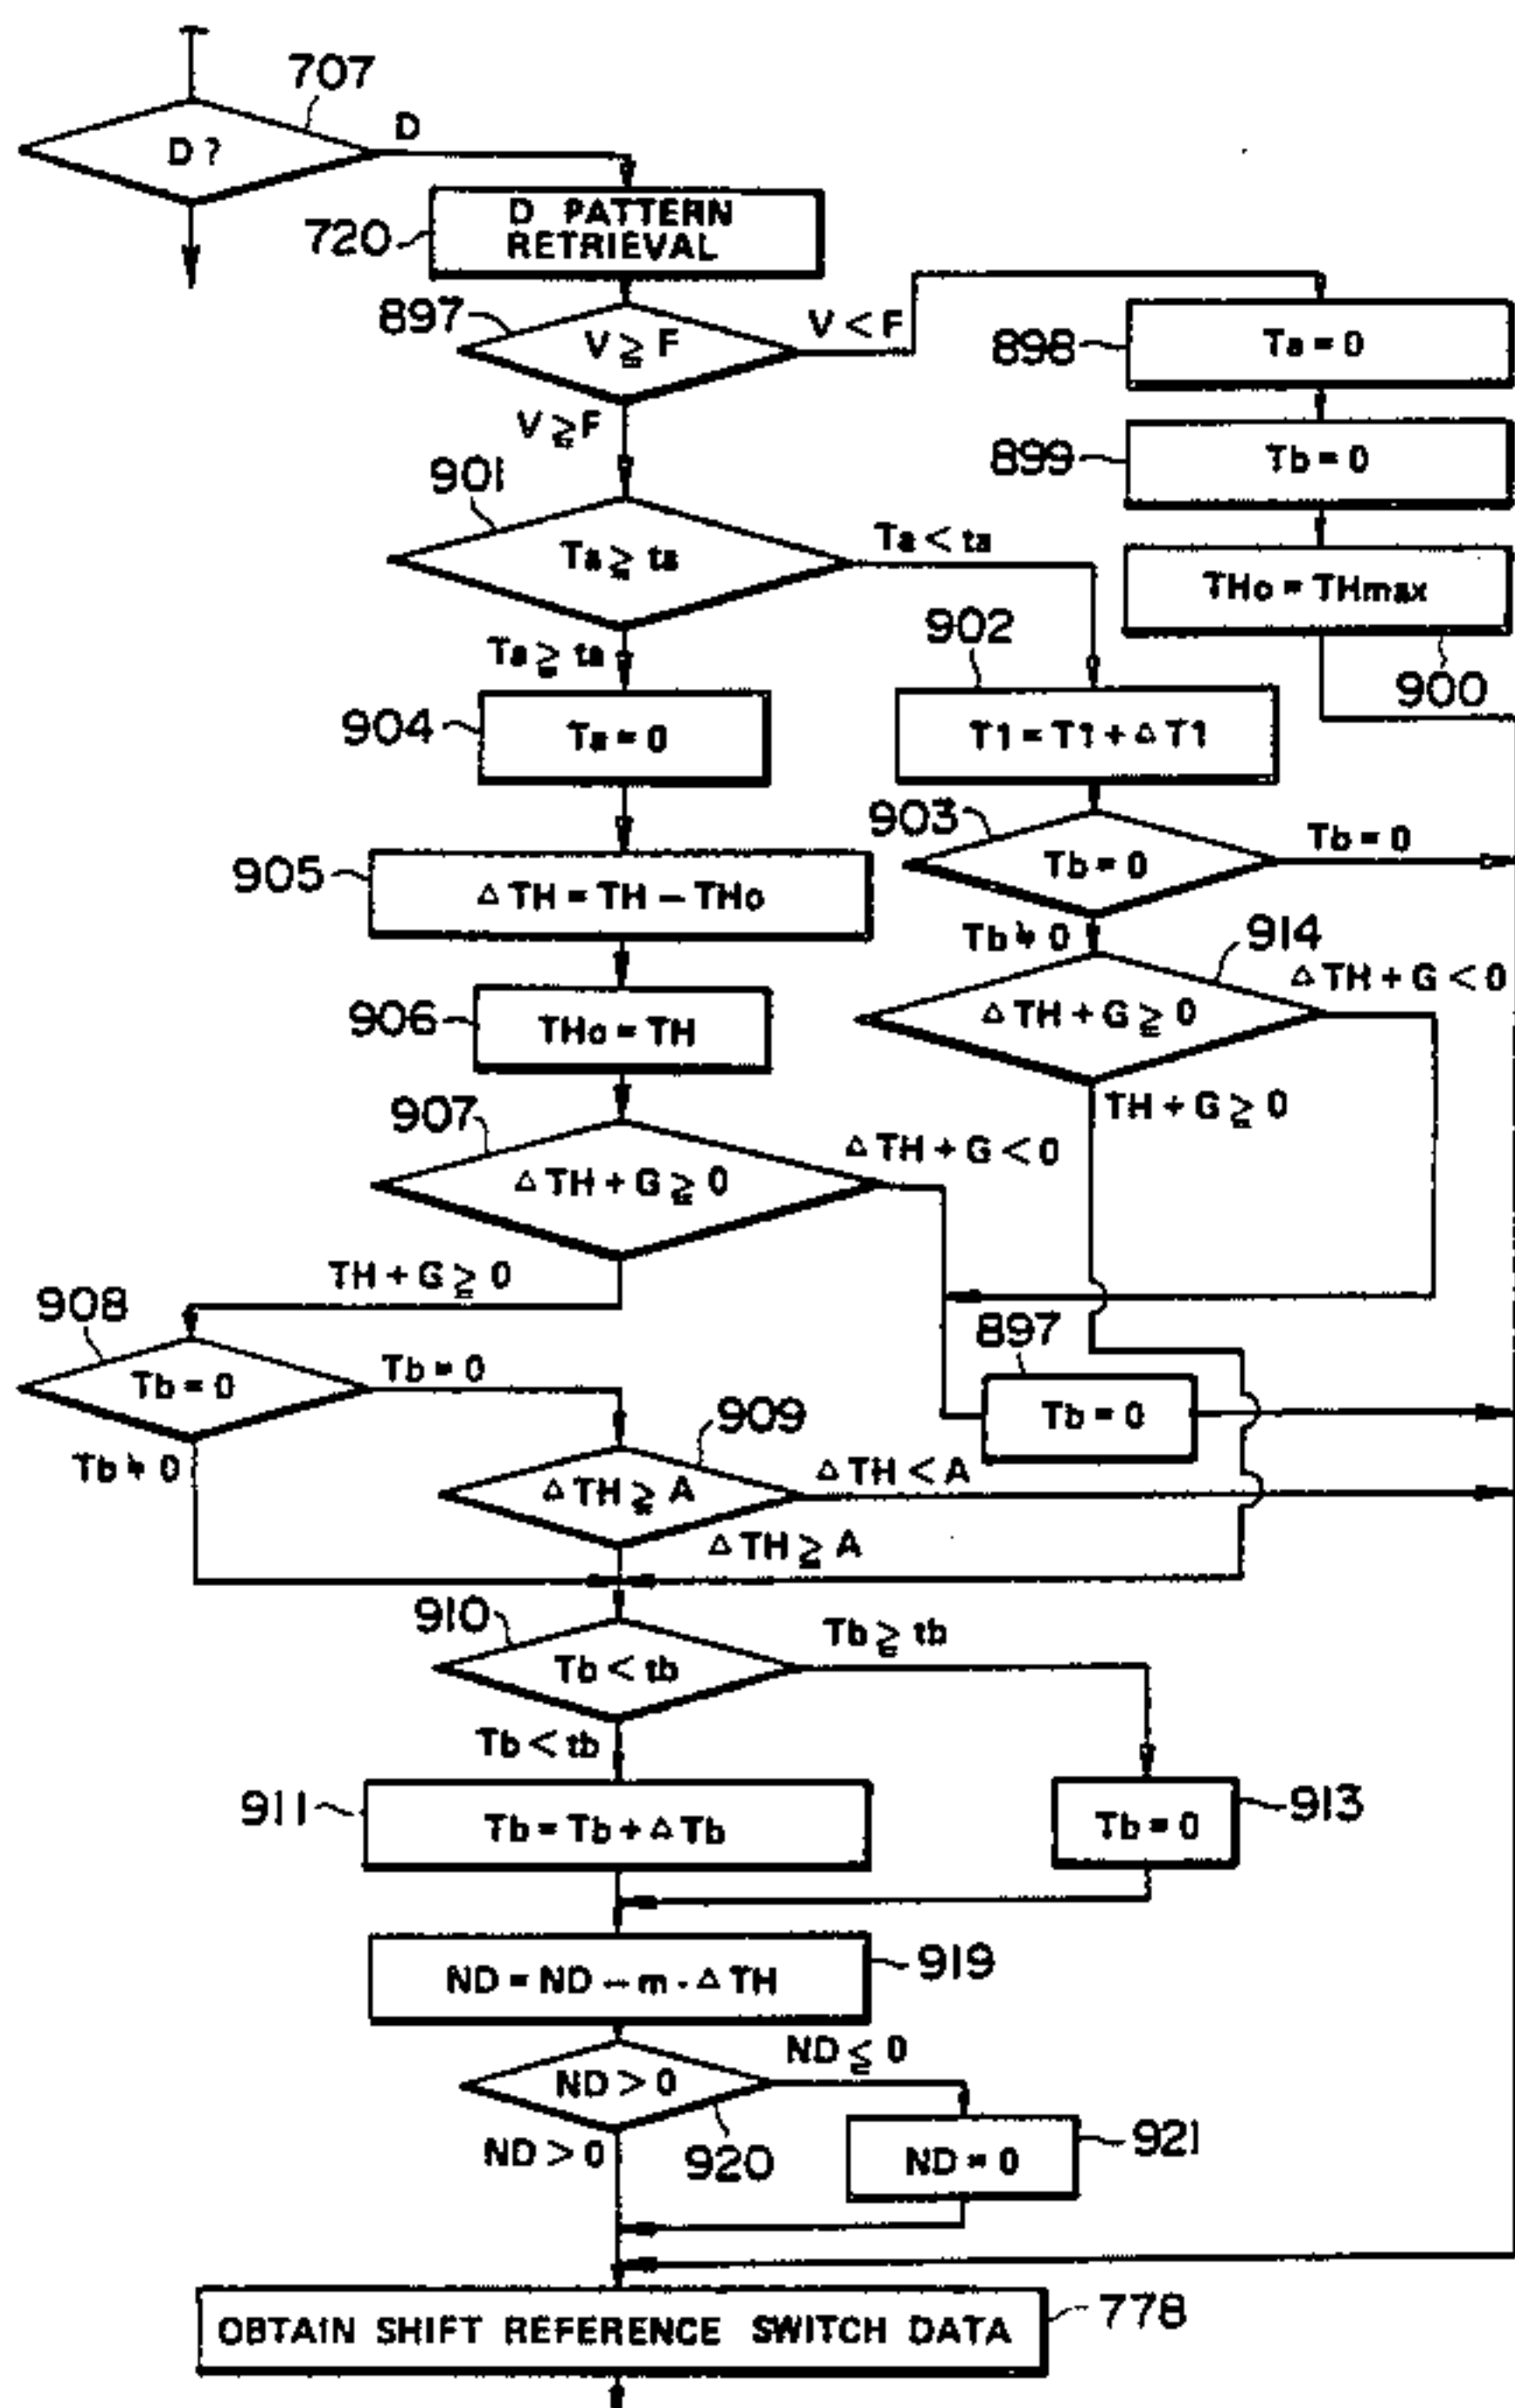 707
D ?
D
720
D PATTERN
RETRIEVAL
897
V ≧ F
V < F
V ≧ F
898
Ta = 0
899
Tb = 0
THo = THmax
900
901
Ta ≧ ta
Ta < ta
Ta ≧ ta
902
T1 = T1 + ΔT1
904
Ta = 0
903
Tb = 0
Tb = 0
Tb ≠ 0
905
ΔTH = TH − THo
914
ΔTH + G ≧ 0
ΔTH + G < 0
TH + G ≧ 0
906
THo = TH
907
ΔTH + G ≧ 0
ΔTH + G < 0
TH + G ≧ 0
908
Tb = 0
Tb = 0
Tb ≠ 0
897
Tb = 0
909
ΔTH ≧ A
ΔTH < A
ΔTH ≧ A
910
Tb < tb
Tb ≧ tb
Tb < tb
911
Tb = Tb + ΔTb
Tb = 0
913
ND = ND − m · ΔTH
919
ND > 0
ND ≦ 0
ND > 0
920
ND = 0
921
OBTAIN SHIFT REFERENCE SWITCH DATA
778